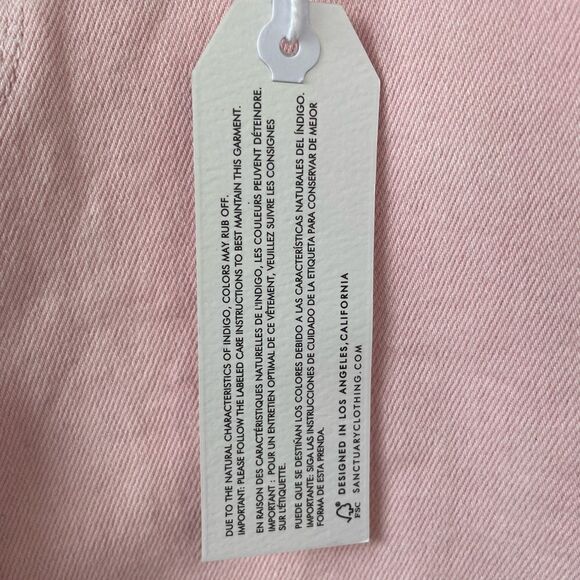 DUE TO THE NATURAL CHARACTERISTICS OF INDIGO, COLORS MAY RUB OFF.
IMPORTANT: PLEASE FOLLOW THE LABELED CARE INSTRUCTIONS TO BEST MAINTAIN THIS GARMENT.
EN RAISON DES CARACTÉRISTIQUES NATURELLES DE L'INDIGO, LES COULEURS PEUVENT DÉTEINDRE.
IMPORTANT : POUR UN ENTRETIEN OPTIMAL DE CE VÊTEMENT, VEUILLEZ SUIVRE LES CONSIGNES
SUR L'ÉTIQUETTE.
PUEDE QUE SE DESTIÑAN LOS COLORES DEBIDO A LAS CARACTERÍSTICAS NATURALES DEL ÍNDIGO.
IMPORTANTE: SIGA LAS INSTRUCCIONES DE CUIDADO DE LA ETIQUETA PARA CONSERVAR DE MEJOR
FORMA DE ESTA PRENDA.
DESIGNED IN LOS ANGELES,CALIFORNIA
SANCTUARYCLOTHING.COM
FSC